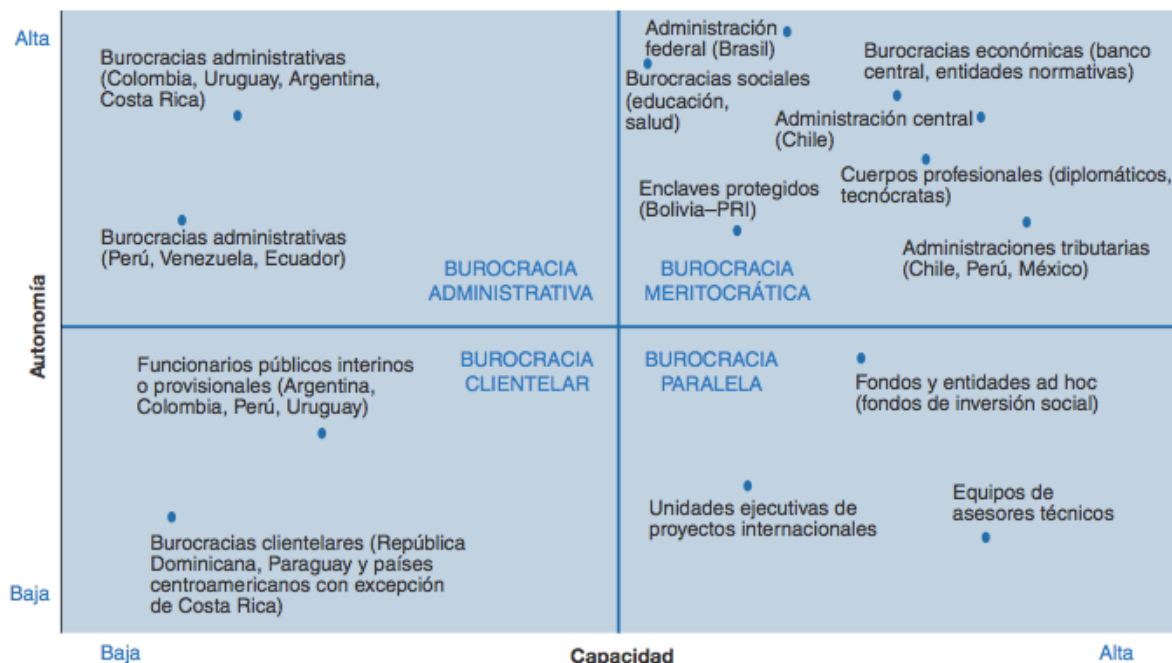 Alta
Burocracias administrativas
(Colombia, Uruguay, Argentina,
Costa Rica)
Administración
federal (Brasil)
Burocracias sociales
(educación,
salud)
Burocracias económicas (banco
central, entidades normativas)
Administración central
(Chile)
Cuerpos profesionales (diplomáticos,
tecnócratas)
Enclaves protegidos
(Bolivia–PRI)
Administraciones tributarias
(Chile, Perú, México)
Burocracias administrativas
(Perú, Venezuela, Ecuador)
BUROCRACIA
ADMINISTRATIVA
BUROCRACIA
MERITOCRÁTICA
Autonomía
Funcionarios públicos interinos
o provisionales (Argentina,
Colombia, Perú, Uruguay)
BUROCRACIA
CLIENTELAR
BUROCRACIA
PARALELA
Fondos y entidades ad hoc
(fondos de inversión social)
Unidades ejecutivas de
proyectos internacionales
Equipos de
asesores técnicos
Burocracias clientelares (República
Dominicana, Paraguay y países
centroamericanos con excepción
de Costa Rica)
Baja
Baja
Capacidad
Alta